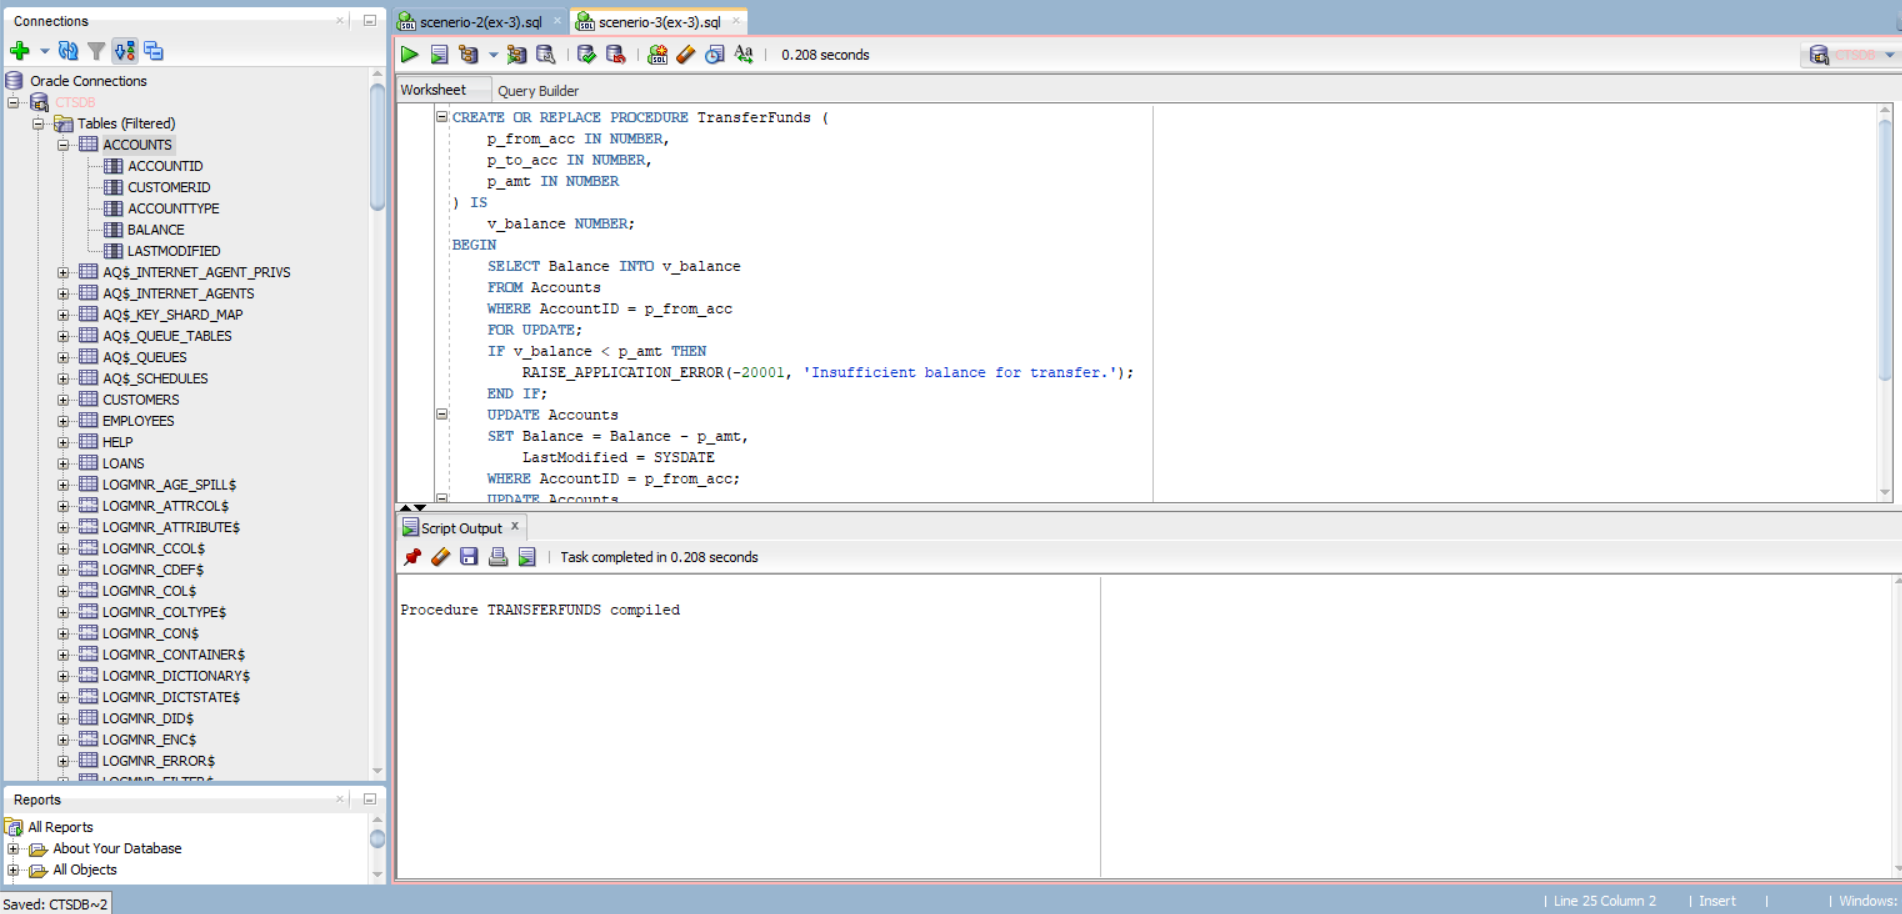 Connections
Oracle Connections
CTSDB
Tables (Filtered)
ACCOUNTS
ACCOUNTID
CUSTOMERID
ACCOUNTTYPE
BALANCE
LASTMODIFIED
AQ$_INTERNET_AGENT_PRIVS
AQ$_INTERNET_AGENTS
AQ$_KEY_SHARD_MAP
AQ$_QUEUE_TABLES
AQ$_QUEUES
AQ$_SCHEDULES
CUSTOMERS
EMPLOYEES
HELP
LOANS
LOGMNR_AGE_SPILL$
LOGMNR_ATTRCOL$
LOGMNR_ATTRIBUTE$
LOGMNR_CCOL$
LOGMNR_CDEF$
LOGMNR_COL$
LOGMNR_COLTYPE$
LOGMNR_CON$
LOGMNR_CONTAINER$
LOGMNR_DICTIONARY$
LOGMNR_DICTSTATE$
LOGMNR_DID$
LOGMNR_ENC$
LOGMNR_ERROR$
LOGMNR_FILTER$
Reports
All Reports
About Your Database
All Objects
Saved: CTSDB~2
scenerio-2(ex-3).sql
scenerio-3(ex-3).sql
0.208 seconds
CTSDB
Worksheet
Query Builder
CREATE OR REPLACE PROCEDURE TransferFunds (
p_from_acc IN NUMBER,
p_to_acc IN NUMBER,
p_amt IN NUMBER
) IS
v_balance NUMBER;
BEGIN
SELECT Balance INTO v_balance
FROM Accounts
WHERE AccountID = p_from_acc
FOR UPDATE;
IF v_balance < p_amt THEN
RAISE_APPLICATION_ERROR(-20001, 'Insufficient balance for transfer.');
END IF;
UPDATE Accounts
SET Balance = Balance - p_amt,
LastModified = SYSDATE
WHERE AccountID = p_from_acc;
UPDATE Accounts
Script Output
Task completed in 0.208 seconds
Procedure TRANSFERFUNDS compiled
Line 25 Column 2
Insert
Windows: